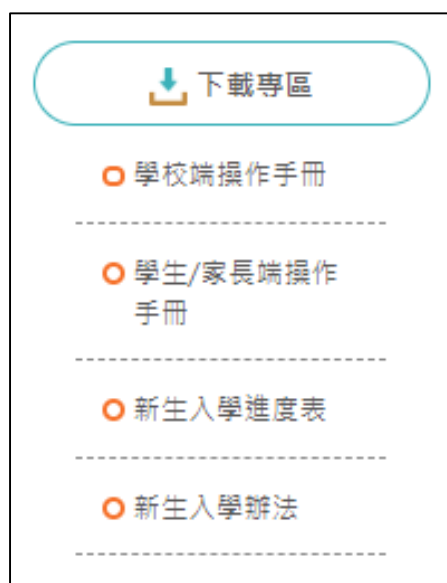 下載專區
學校端操作手冊
學生/家長端操作
手冊
新生入學進度表
新生入學辦法